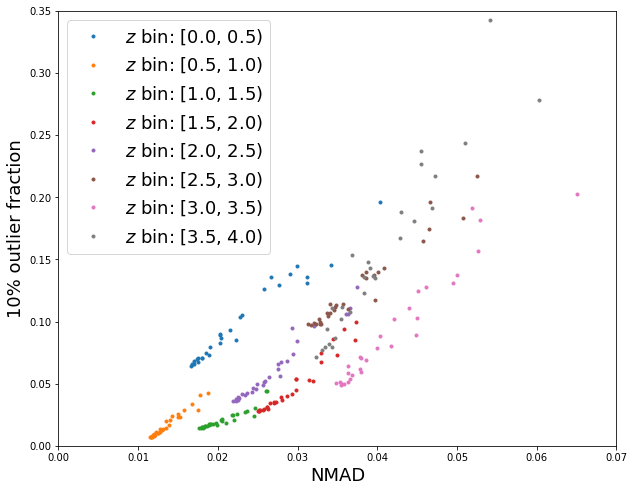 0.35
0.30
0.25
0.20
0.15
0.10
0.05
0.00
10% outlier fraction
z bin: [0.0, 0.5)
z bin: [0.5, 1.0)
z bin: [1.0, 1.5)
z bin: [1.5, 2.0)
z bin: [2.0, 2.5)
z bin: [2.5, 3.0)
z bin: [3.0, 3.5)
z bin: [3.5, 4.0)
0.00 0.01 0.02 0.03 0.04 0.05 0.06 0.07
NMAD